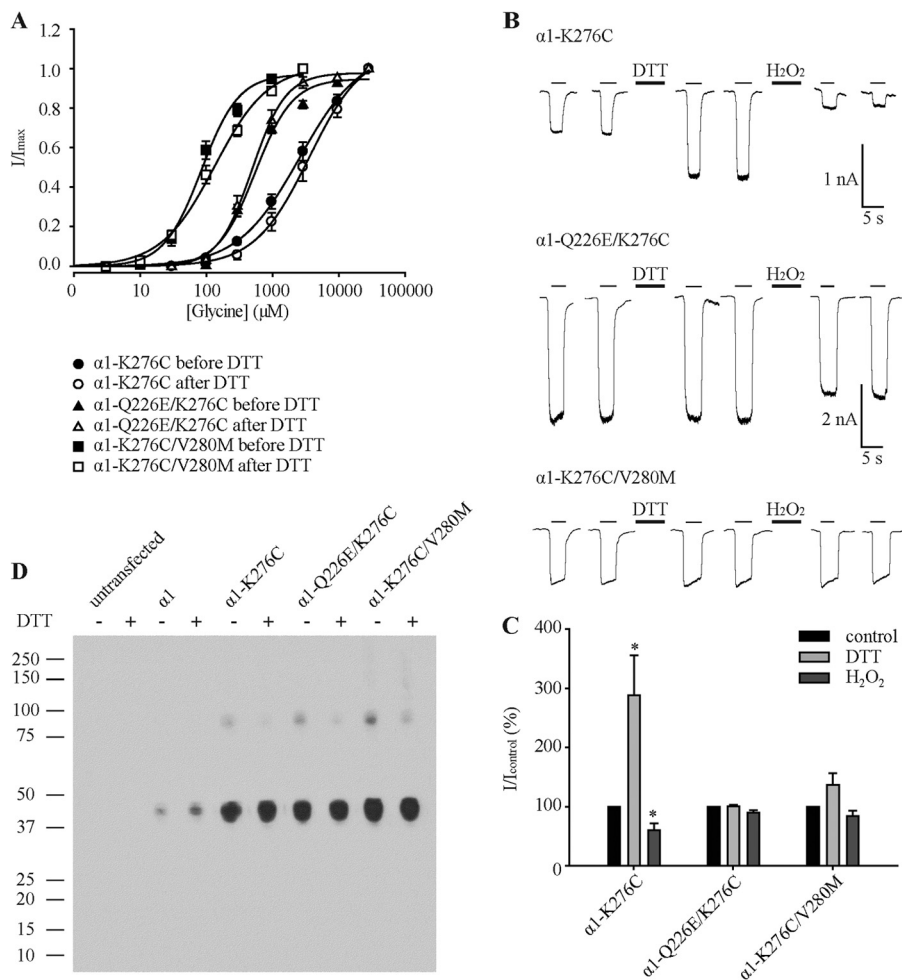 A
1.0
0.8
0.6
0.4
0.2
0.0
I/Imax
0 10 100 1000 10000 100000
[Glycine] (μM)
α1-K276C before DTT
α1-K276C after DTT
α1-Q226E/K276C before DTT
α1-Q226E/K276C after DTT
α1-K276C/V280M before DTT
α1-K276C/V280M after DTT
B
α1-K276C
DTT H₂O₂
1 nA
5 s
α1-Q226E/K276C
DTT H₂O₂
2 nA
5 s
α1-K276C/V280M
DTT H₂O₂
D
untransfected α1 α1-K276C α1-Q226E/K276C α1-K276C/V280M
DTT - + - + - + - + - +
250
150
100
75
50
37
25
20
15
10
C
control
DTT
H₂O₂
400
300
200
100
0
I/Icontrol (%)
*
*
α1-K276C α1-Q226E/K276C α1-K276C/V280M